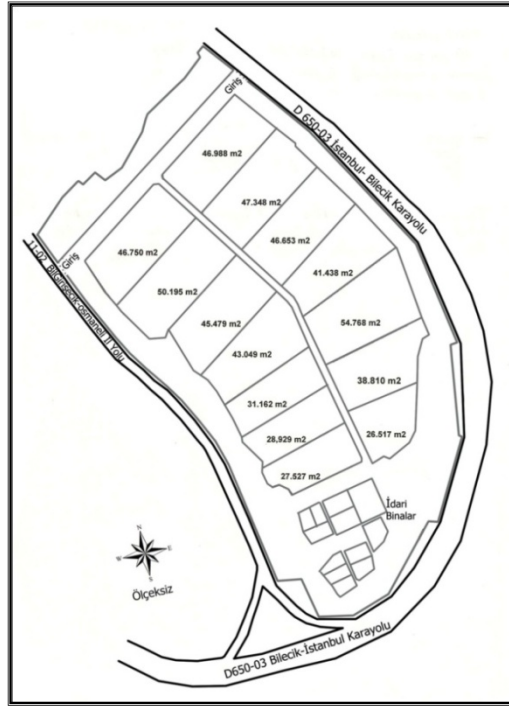 Giriş
D 650-03 İstanbul- Bilecik Karayolu
46.988 m2
47.348 m2
46.653 m2
41.438 m2
54.768 m2
38.810 m2
26.517 m2
Giriş
46.750 m2
50.195 m2
45.479 m2
43.049 m2
31.162 m2
28,929 m2
27.527 m2
11-02 Bilginsecik-osmaneli İl Yolu
İdari
Binalar
N
E
S
W
Ölçeksiz
D650-03 Bilecik-İstanbul Karayolu